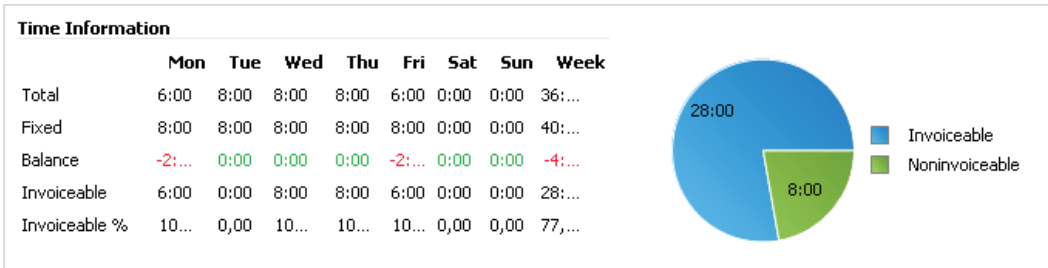 Time Information
Mon Tue Wed Thu Fri Sat Sun Week
Total 6:00 8:00 8:00 8:00 6:00 0:00 0:00 36:...
Fixed 8:00 8:00 8:00 8:00 8:00 0:00 0:00 40:...
Balance -2:... 0:00 0:00 0:00 -2:... 0:00 0:00 -4:...
Invoiceable 6:00 0:00 8:00 8:00 6:00 0:00 0:00 28:...
Invoiceable % 10... 0,00 10... 10... 10... 0,00 0,00 77,...
28:00
8:00
Invoiceable
Noninvoiceable